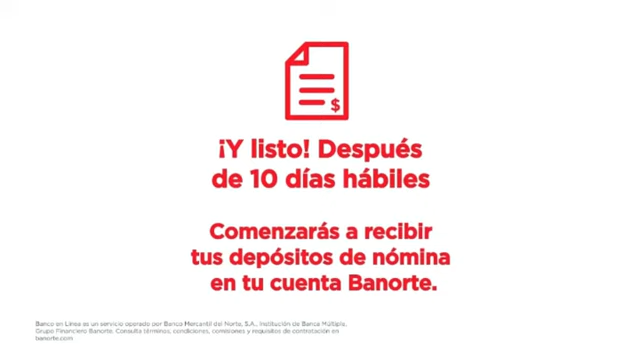 $
¡Y listo! Después
de 10 días hábiles
Comenzarás a recibir
tus depósitos de nómina
en tu cuenta Banorte.
Banco en Línea es un servicio operado por Banco Mercantil del Norte, S.A., Institución de Banca Múltiple,
Grupo Financiero Banorte. Consulta términos, condiciones, comisiones y requisitos de contratación en
banorte.com